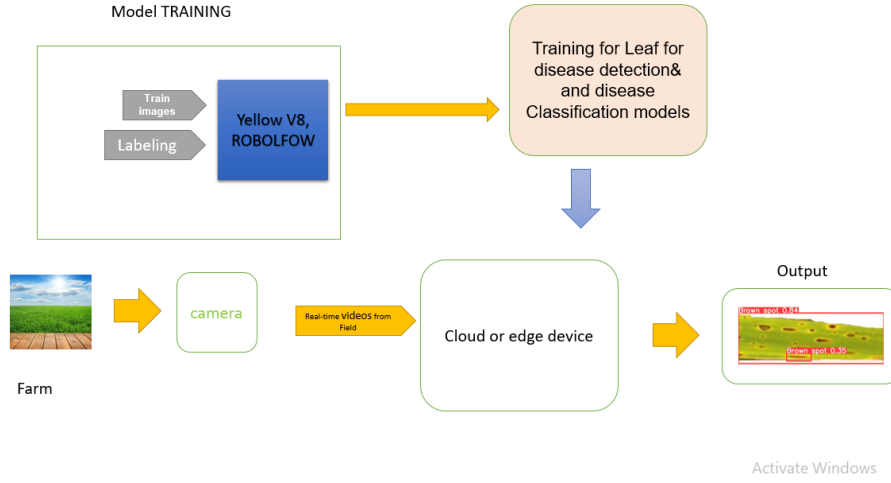 Model TRAINING
Train
images
Labeling
Yellow V8,
ROBOLFOW
Training for Leaf for
disease detection&
and disease
Classification models
Farm
camera
Real-time videos from
Field
Cloud or edge device
Output
Brown spot 0.84
Brown spot 0.35
Activate Windows